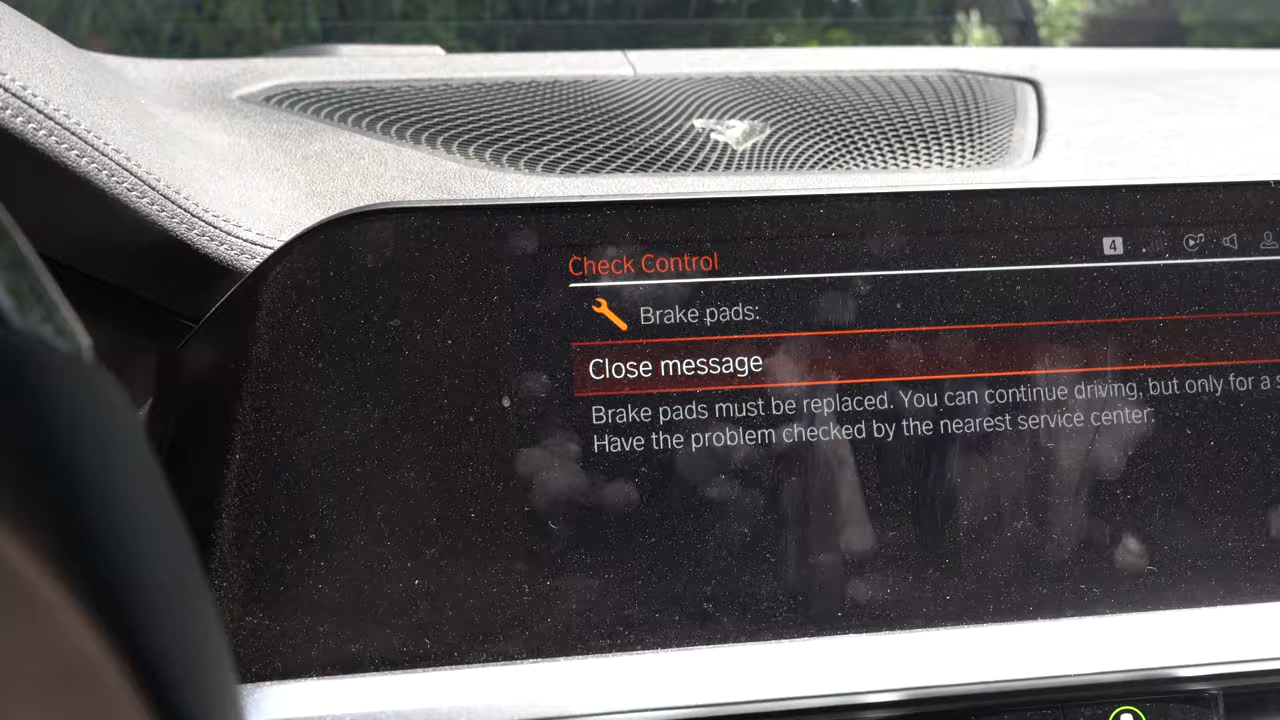 4
Check Control
Brake pads:
Close message
Brake pads must be replaced. You can continue driving, but only for a
Have the problem checked by the nearest service center.